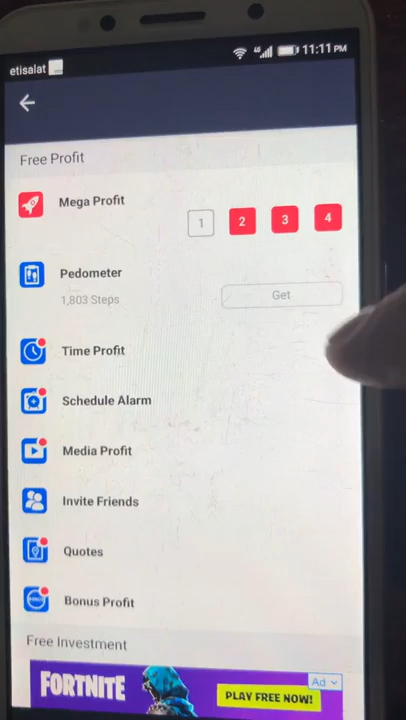 etisalat
4G
11:11 PM
Free Profit
Mega Profit
1 2 3 4
Pedometer
1,803 Steps
Get
Time Profit
Schedule Alarm
Media Profit
Invite Friends
Quotes
Bonus Profit
Free Investment
FORTNITE
PLAY FREE NOW!
Ad